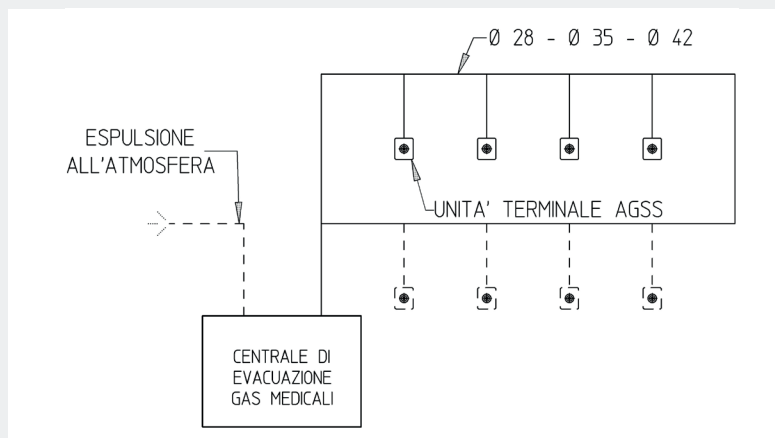 Ø 28 - Ø 35 - Ø 42
ESPULSIONE
ALL'ATMOSFERA
UNITA' TERMINALE AGSS
CENTRALE DI
EVACUAZIONE
GAS MEDICALI